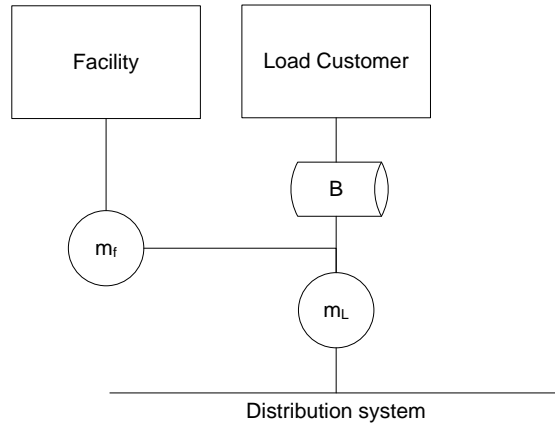 Facility
Load Customer
B
mf
mL
Distribution system